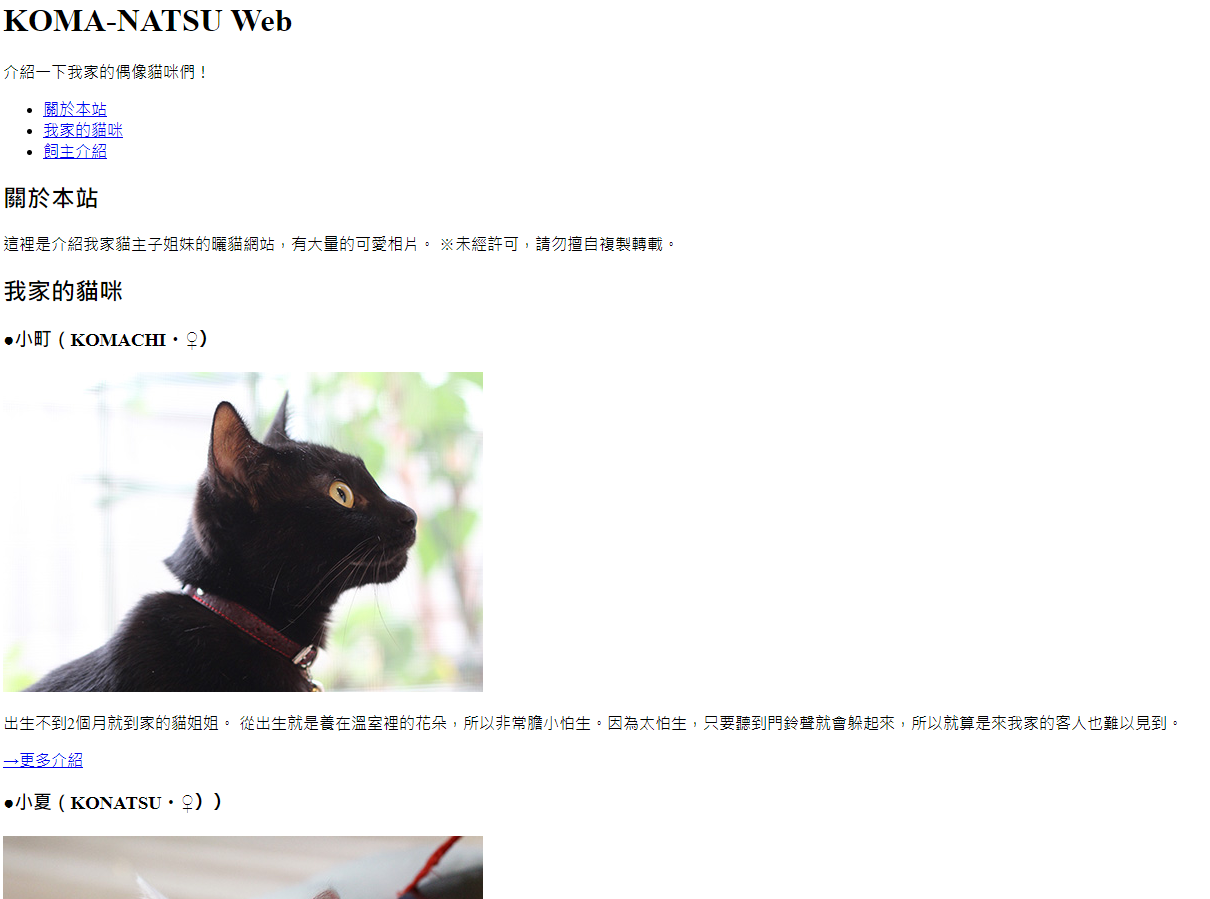 KOMA-NATSU Web
介紹一下我家的偶像貓咪們！
• 關於本站
• 我家的貓咪
• 飼主介紹
關於本站
這裡是介紹我家貓主子姐妹的曬貓網站，有大量的可愛相片。 ※未經許可，請勿擅自複製轉載。
我家的貓咪
●小町（KOMACHI・♀）
出生不到2個月就到家的貓姐姐。 從出生就是養在溫室裡的花朵，所以非常膽小怕生。因為太怕生，只要聽到門鈴聲就會躲起來，所以就算是來我家的客人也難以見到。
→更多介紹
●小夏（KONATSU・♀））